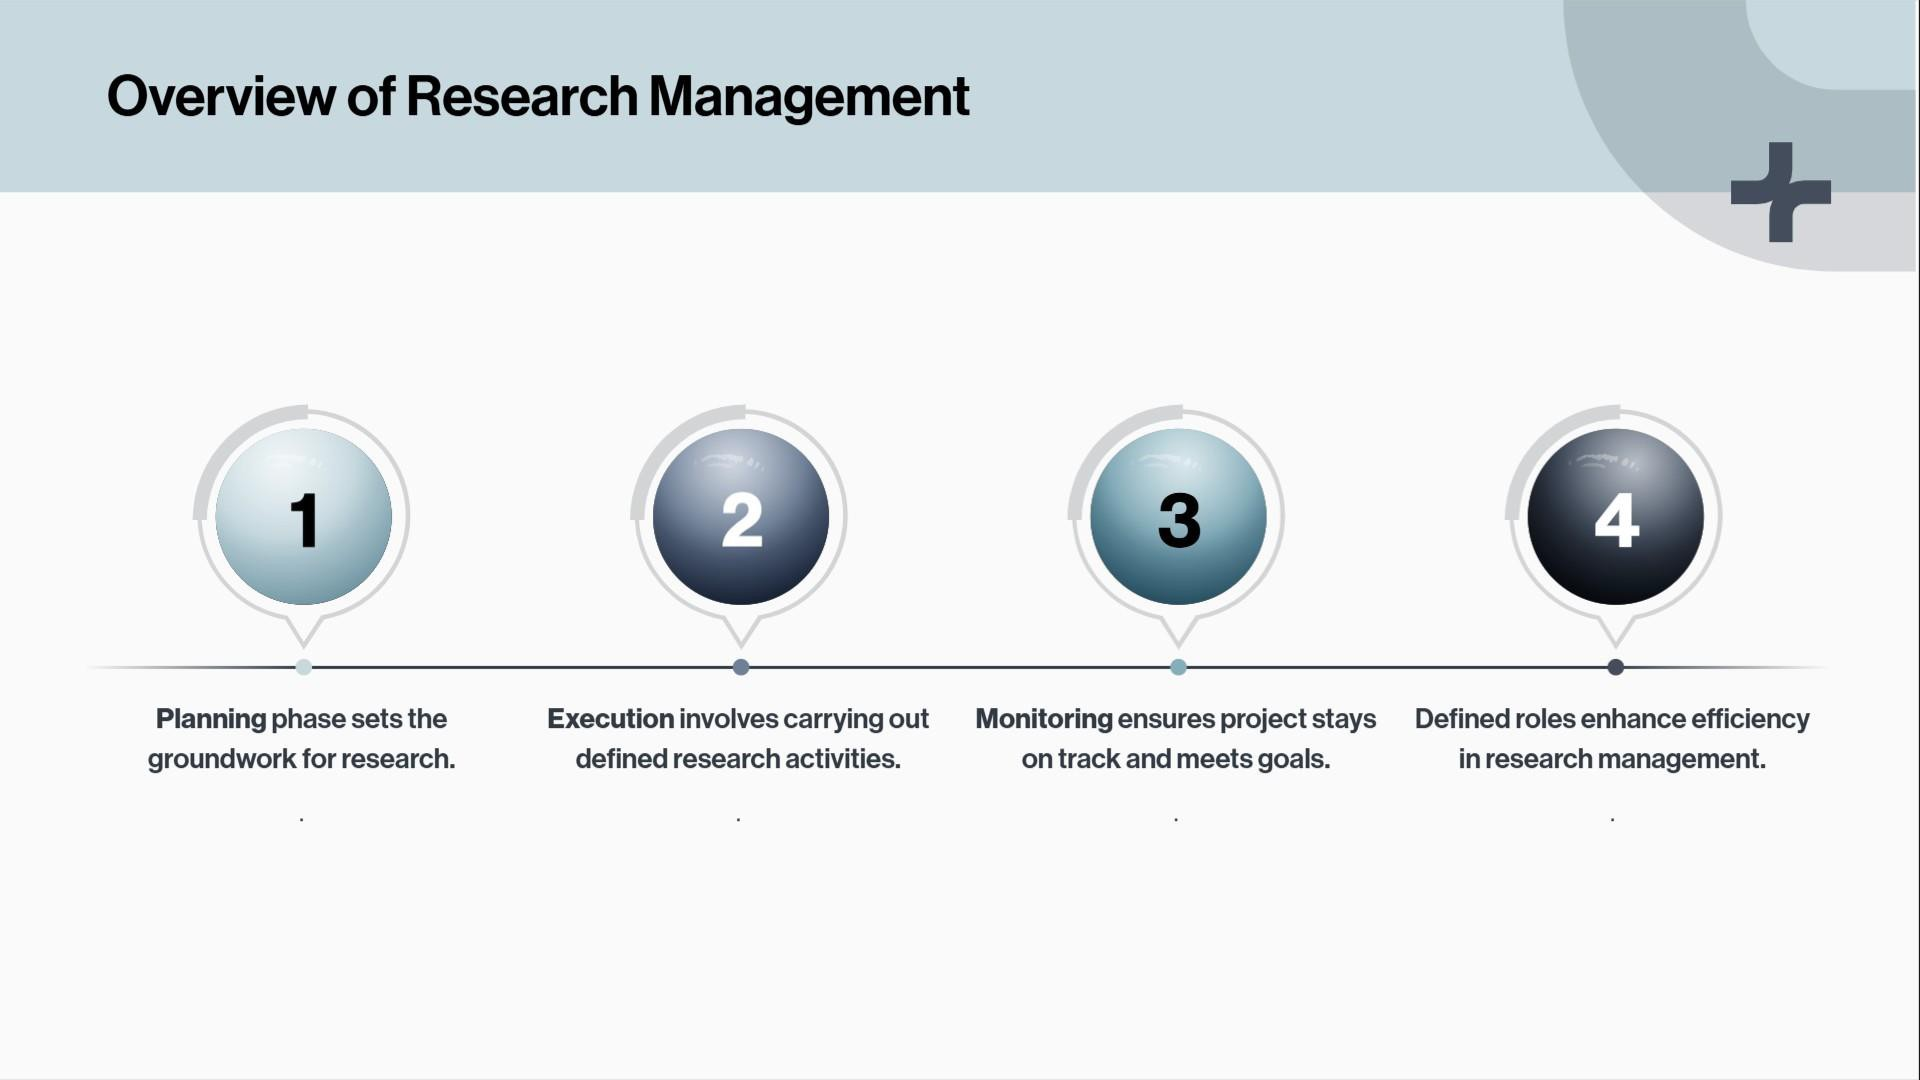 Overview of Research Management
1
2
3
4
Planning phase sets the
groundwork for research.
.
Execution involves carrying out
defined research activities.
.
Monitoring ensures project stays
on track and meets goals.
.
Defined roles enhance efficiency
in research management.
.